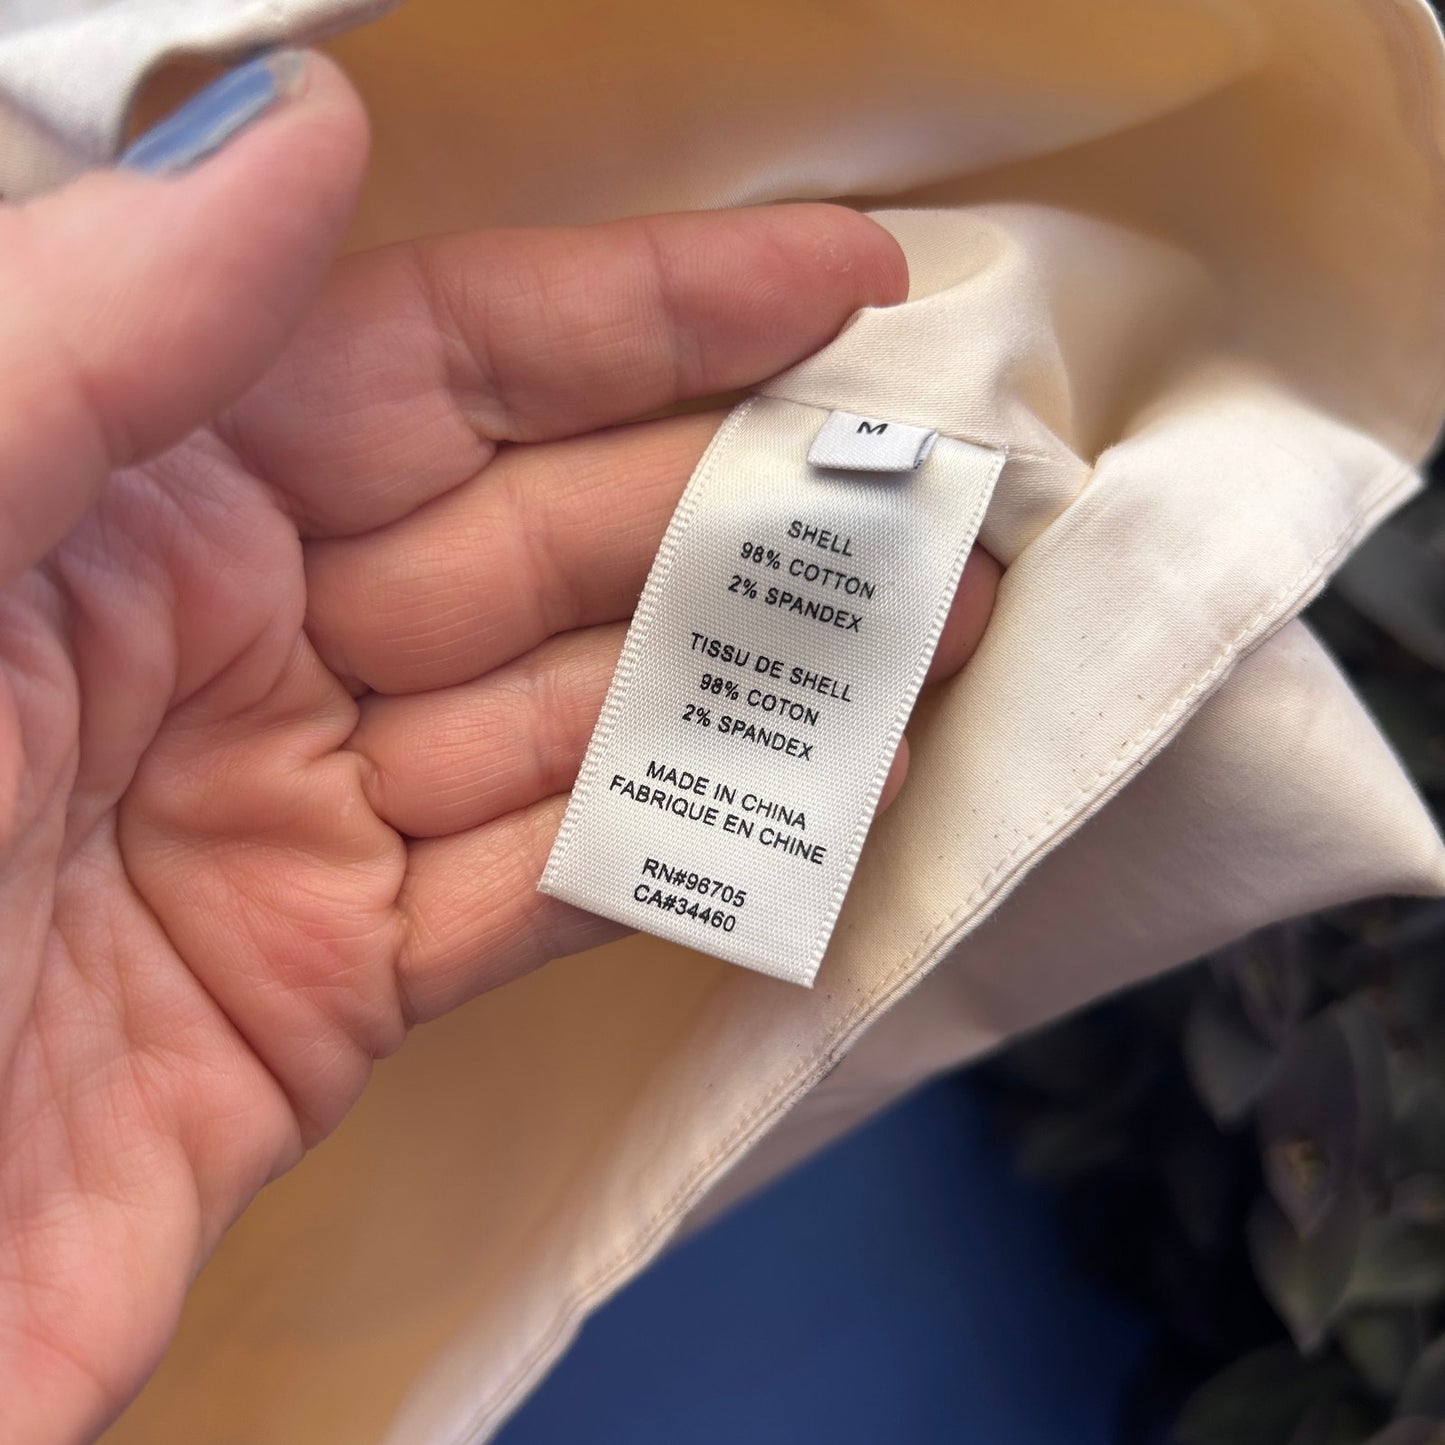 M
SHELL
98% COTTON
2% SPANDEX
TISSU DE SHELL
98% COTON
2% SPANDEX
MADE IN CHINA
FABRIQUE EN CHINE
RN#96705
CA#34460